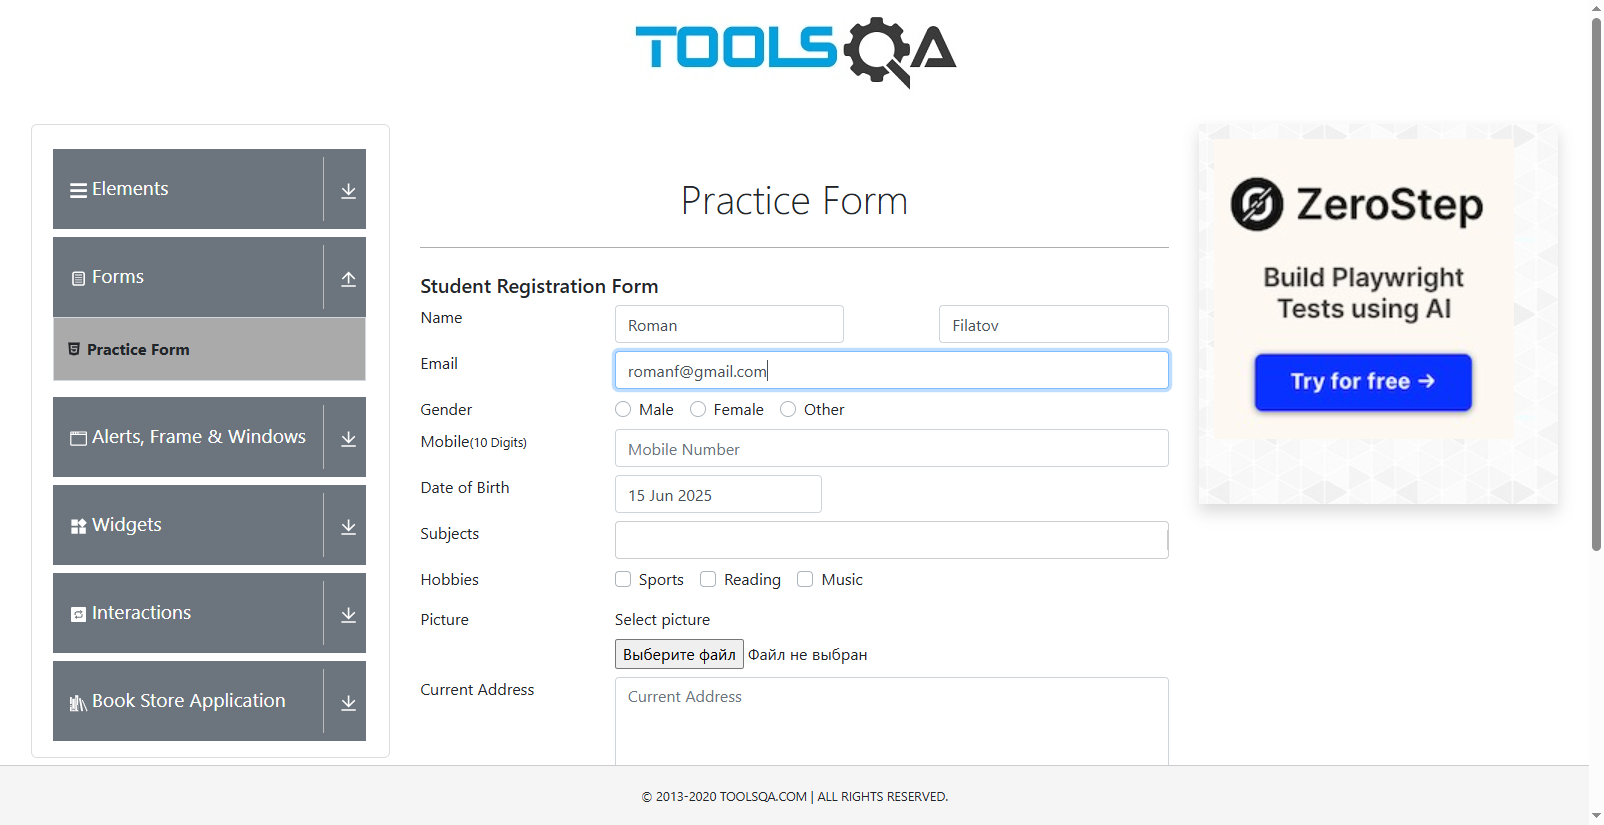 TOOLSQA
Elements
Forms
Practice Form
Alerts, Frame & Windows
Widgets
Interactions
Book Store Application
Practice Form
Student Registration Form
Name Roman Filatov
Email romanf@gmail.com
Gender Male Female Other
Mobile(10 Digits) Mobile Number
Date of Birth 15 Jun 2025
Subjects
Hobbies Sports Reading Music
Picture Select picture
Выберите файл Файл не выбран
Current Address Current Address
ZeroStep
Build Playwright
Tests using AI
Try for free →
© 2013-2020 TOOLSQA.COM | ALL RIGHTS RESERVED.